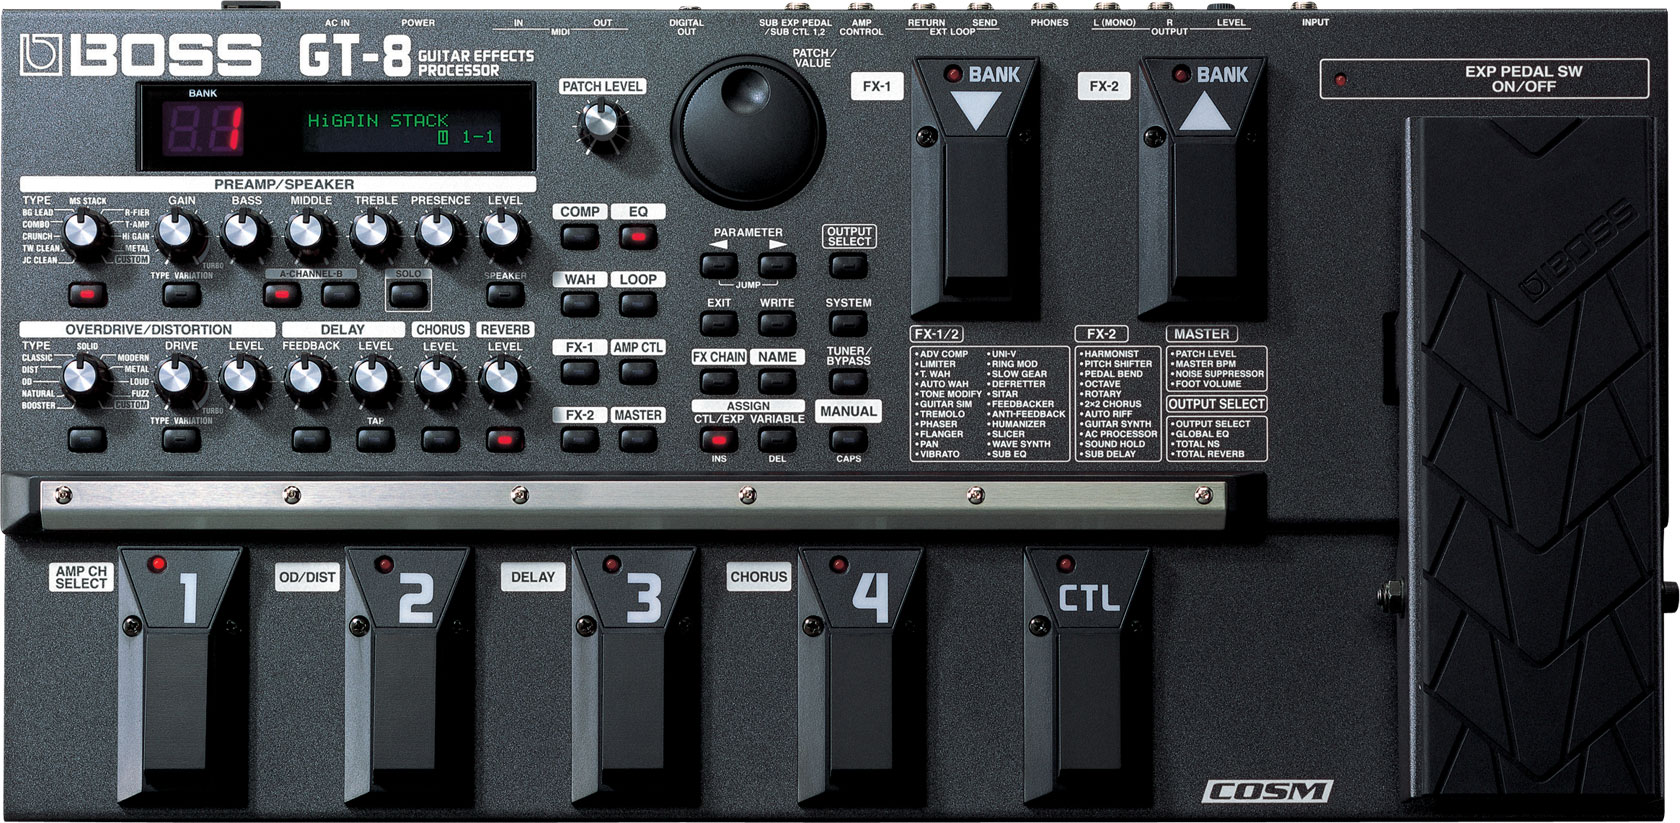 AC IN
POWER
IN
OUT
MIDI
DIGITAL
OUT
SUB EXP PEDAL
/SUB CTL 1,2
AMP
CONTROL
RETURN
SEND
EXT LOOP
PHONES
L (MONO)
R
OUTPUT
LEVEL
INPUT
BOSS
GT-8
GUITAR EFFECTS
PROCESSOR
BANK
1
HiGAIN STACK
1-1
PATCH LEVEL
PATCH/
VALUE
FX-1
BANK
FX-2
BANK
EXP PEDAL SW
ON/OFF
PREAMP/SPEAKER
TYPE
MS STACK
BG LEAD
COMBO
CRUNCH
TW CLEAN
JC CLEAN
R-FIER
T-AMP
Hi GAIN
METAL
CUSTOM
GAIN
BASS
MIDDLE
TREBLE
PRESENCE
LEVEL
TURBO
TYPE VARIATION
A-CHANNEL-B
SOLO
SPEAKER
OVERDRIVE/DISTORTION
DELAY
CHORUS
REVERB
TYPE
SOLID
CLASSIC
DIST
OD
NATURAL
BOOSTER
MODERN
METAL
LOUD
FUZZ
CUSTOM
DRIVE
LEVEL
FEEDBACK
LEVEL
LEVEL
LEVEL
TURBO
TYPE VARIATION
TAP
COMP
EQ
WAH
LOOP
FX-1
AMP CTL
FX-2
MASTER
PARAMETER
JUMP
OUTPUT
SELECT
EXIT
WRITE
SYSTEM
FX CHAIN
NAME
TUNER/
BYPASS
ASSIGN
CTL/EXP
VARIABLE
MANUAL
INS
DEL
CAPS
FX-1/2
•ADV COMP
•LIMITER
•T. WAH
•AUTO WAH
•TONE MODIFY
•GUITAR SIM
•TREMOLO
•PHASER
•FLANGER
•PAN
•VIBRATO
•UNI-V
•RING MOD
•SLOW GEAR
•DEFRETTER
•SITAR
•FEEDBACKER
•ANTI-FEEDBACK
•HUMANIZER
•SLICER
•WAVE SYNTH
•SUB EQ
FX-2
•HARMONIST
•PITCH SHIFTER
•PEDAL BEND
•OCTAVE
•ROTARY
•2×2 CHORUS
•AUTO RIFF
•GUITAR SYNTH
•AC PROCESSOR
•SOUND HOLD
•SUB DELAY
MASTER
•PATCH LEVEL
•MASTER BPM
•NOISE SUPPRESSOR
•FOOT VOLUME
OUTPUT SELECT
•OUTPUT SELECT
•GLOBAL EQ
•TOTAL NS
•TOTAL REVERB
BOSS
AMP CH
SELECT
1
OD/DIST
2
DELAY
3
CHORUS
4
CTL
COSM